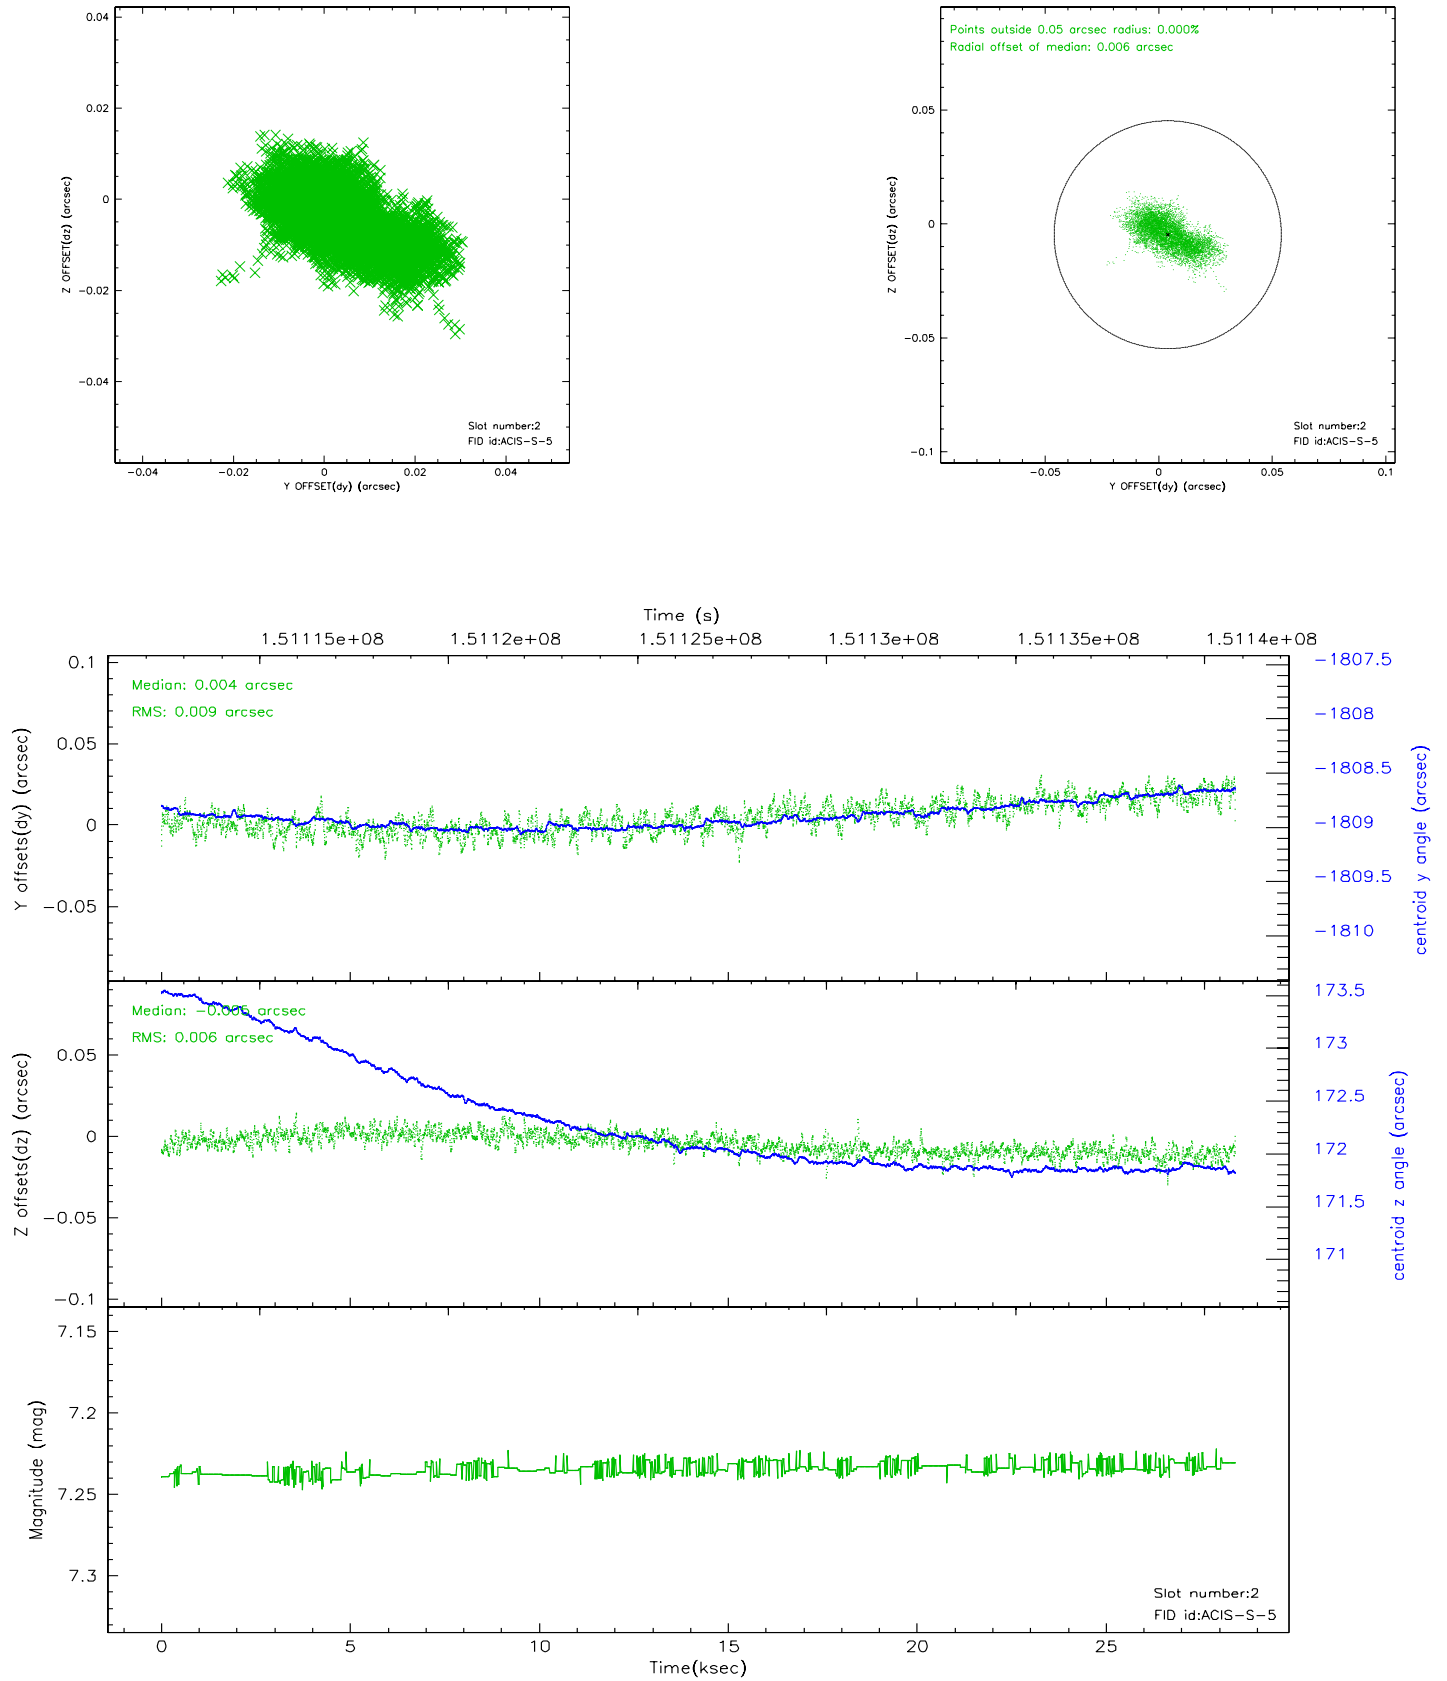 0.04
0.02
0
−0.02
−0.04
Z OFFSET(dz) (arcsec)
Slot number:2
FID id:ACIS−S−5
−0.04
−0.02
0
0.02
0.04
Y OFFSET(dy) (arcsec)
Points outside 0.05 arcsec radius: 0.000%
Radial offset of median: 0.006 arcsec
0.05
0
−0.05
−0.1
Z OFFSET(dz) (arcsec)
Slot number:2
FID id:ACIS−S−5
−0.05
0
0.05
0.1
Y OFFSET(dy) (arcsec)
Time (s)
1.51115e+08
1.5112e+08
1.51125e+08
1.5113e+08
1.51135e+08
1.5114e+08
0.1
0.05
0
−0.05
Y offsets(dy) (arcsec)
Median: 0.004 arcsec
RMS: 0.009 arcsec
−1807.5
−1808
−1808.5
−1809
−1809.5
−1810
centroid y angle (arcsec)
0.05
0
−0.05
−0.1
Z offsets(dz) (arcsec)
Median: arcsec
RMS: 0.006 arcsec
173.5
173
172.5
172
171.5
171
centroid z angle (arcsec)
7.15
7.2
7.25
7.3
Magnitude (mag)
Slot number:2
FID id:ACIS−S−5
0
5
10
15
20
25
Time(ksec)